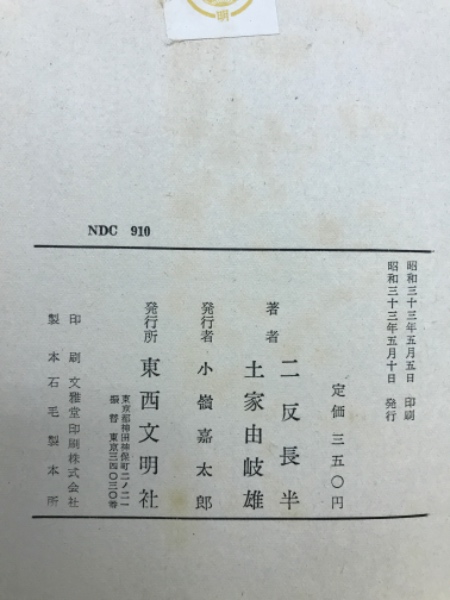 明
NDC 910
昭和三十三年五月五日 印刷
昭和三十三年五月十日 発行
定価 三五〇円
著者 二反長半
土家由岐雄
発行者 小嶺嘉太郎
発行所 東西文明社
東京都神田神保町二ノ二一
振替東京三四〇三〇番
印刷 文雅堂印刷株式会社
製本 石毛製本所